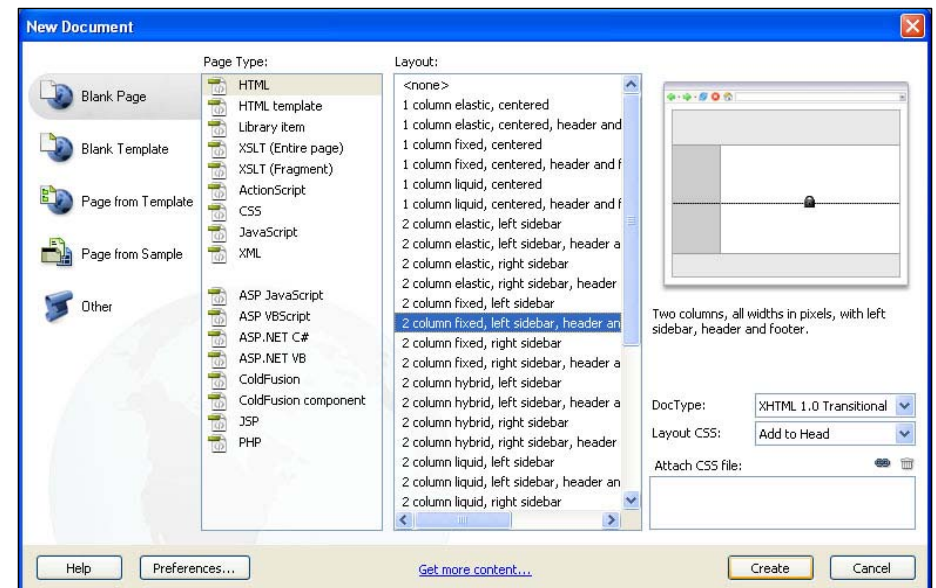 New Document
Blank Page
Blank Template
Page from Template
Page from Sample
Other
Page Type:
HTML
HTML template
Library item
XSLT (Entire page)
XSLT (Fragment)
ActionScript
CSS
JavaScript
XML
ASP JavaScript
ASP VBScript
ASP.NET C#
ASP.NET VB
ColdFusion
ColdFusion component
JSP
PHP
Layout:
<none>
1 column elastic, centered
1 column elastic, centered, header and
1 column fixed, centered
1 column fixed, centered, header and f
1 column liquid, centered
1 column liquid, centered, header and f
2 column elastic, left sidebar
2 column elastic, left sidebar, header a
2 column elastic, right sidebar
2 column elastic, right sidebar, header
2 column fixed, left sidebar
2 column fixed, left sidebar, header an
2 column fixed, right sidebar
2 column fixed, right sidebar, header a
2 column hybrid, left sidebar
2 column hybrid, left sidebar, header a
2 column hybrid, right sidebar
2 column hybrid, right sidebar, header
2 column liquid, left sidebar
2 column liquid, left sidebar, header an
2 column liquid, right sidebar
Two columns, all widths in pixels, with left
sidebar, header and footer.
DocType: XHTML 1.0 Transitional
Layout CSS: Add to Head
Attach CSS file:
Help Preferences... Get more content... Create Cancel